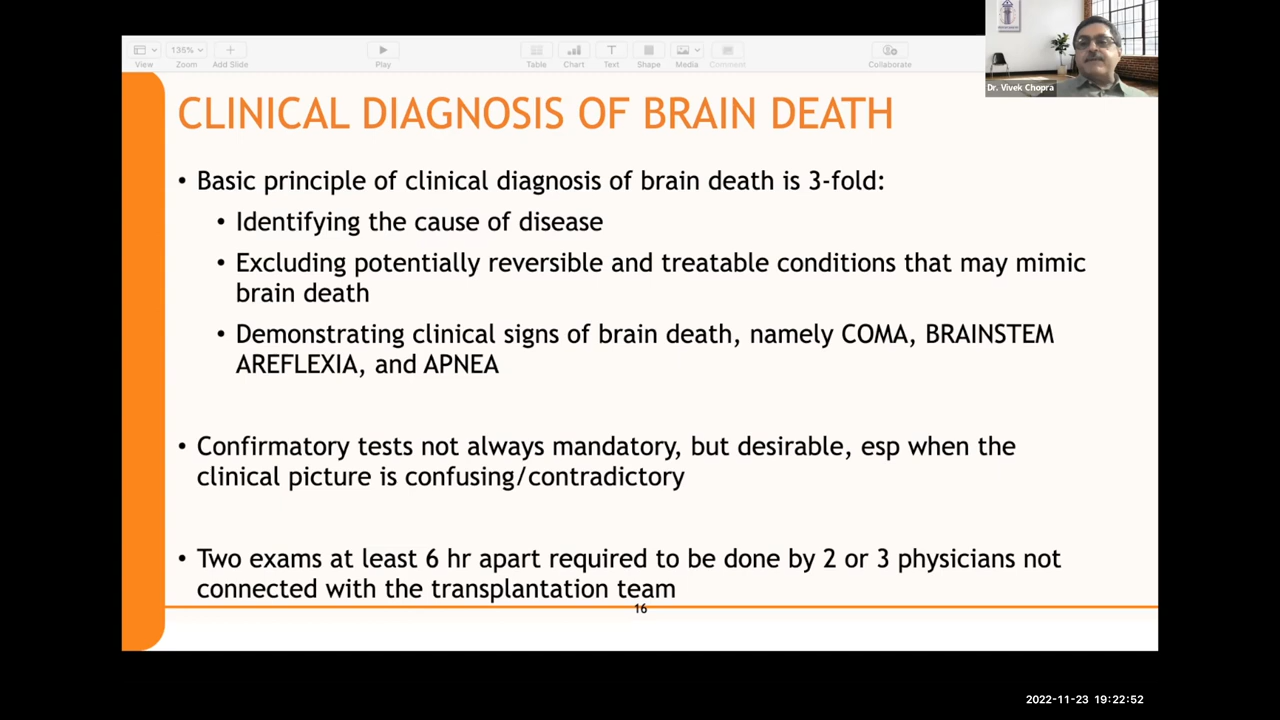 View
135%
Zoom
Add Slide
Play
Table
Chart
Text
Shape
Media
Comment
Collaborate
Dr. Vivek Chopra
CLINICAL DIAGNOSIS OF BRAIN DEATH
• Basic principle of clinical diagnosis of brain death is 3-fold:
• Identifying the cause of disease
• Excluding potentially reversible and treatable conditions that may mimic
brain death
• Demonstrating clinical signs of brain death, namely COMA, BRAINSTEM
AREFLEXIA, and APNEA
• Confirmatory tests not always mandatory, but desirable, esp when the
clinical picture is confusing/contradictory
• Two exams at least 6 hr apart required to be done by 2 or 3 physicians not
connected with the transplantation team
16
2022-11-23 19:22:52